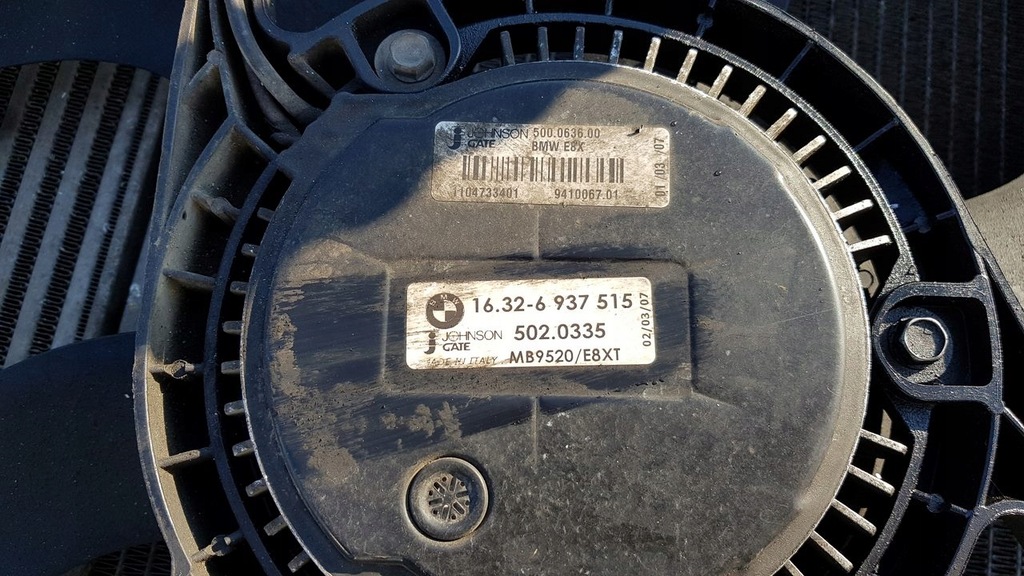 JOHNSON 500.0636.00
GATE BMW E8X
1104733401 9410067.01
01/03/07
16.32-6 937 515
JOHNSON 502.0335
GATE
MADE IN ITALY MB9520/E8XT
02/03/07